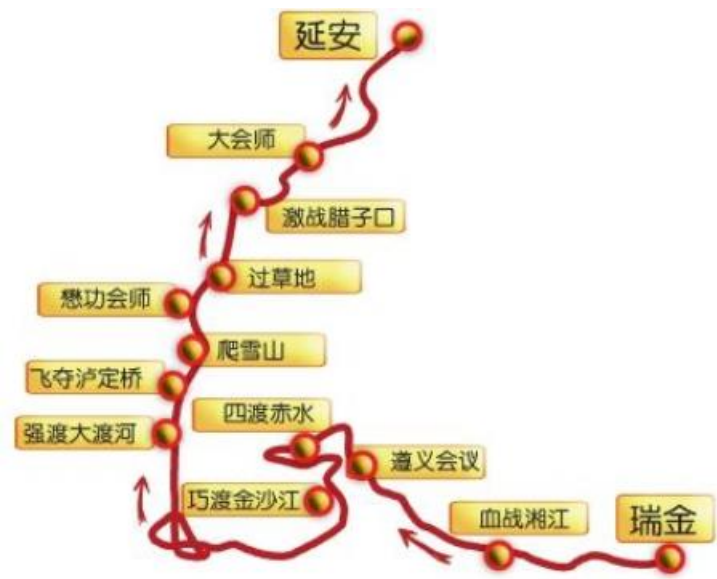 延安
大会师
激战腊子口
过草地
懋功会师
爬雪山
飞夺泸定桥
四渡赤水
强渡大渡河
遵义会议
巧渡金沙江
血战湘江
瑞金